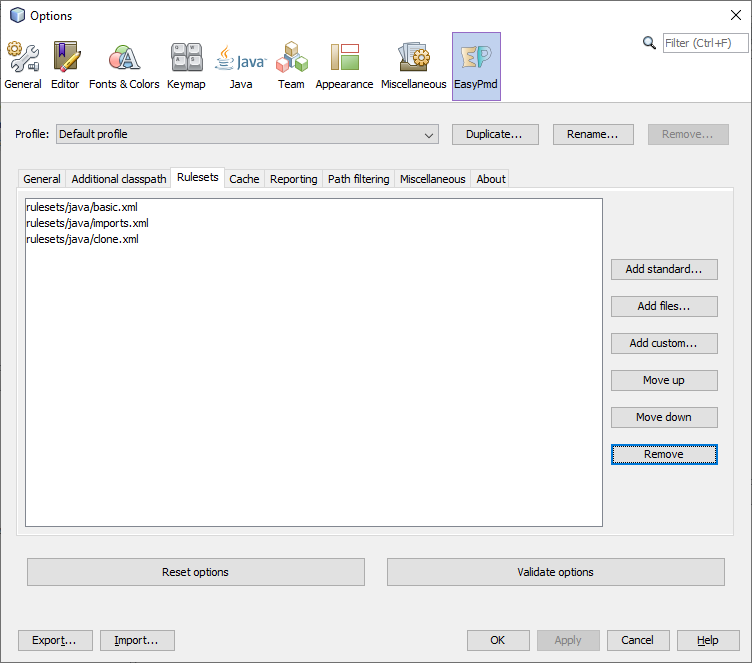 Options
Filter (Ctrl+F)
General Editor Fonts & Colors Keymap Java Team Appearance Miscellaneous EasyPmd
Profile: Default profile Duplicate... Rename... Remove...
General Additional classpath Rulesets Cache Reporting Path filtering Miscellaneous About
rulesets/java/basic.xml
rulesets/java/imports.xml
rulesets/java/clone.xml
Add standard...
Add files...
Add custom...
Move up
Move down
Remove
Reset options Validate options
Export... Import... OK Apply Cancel Help